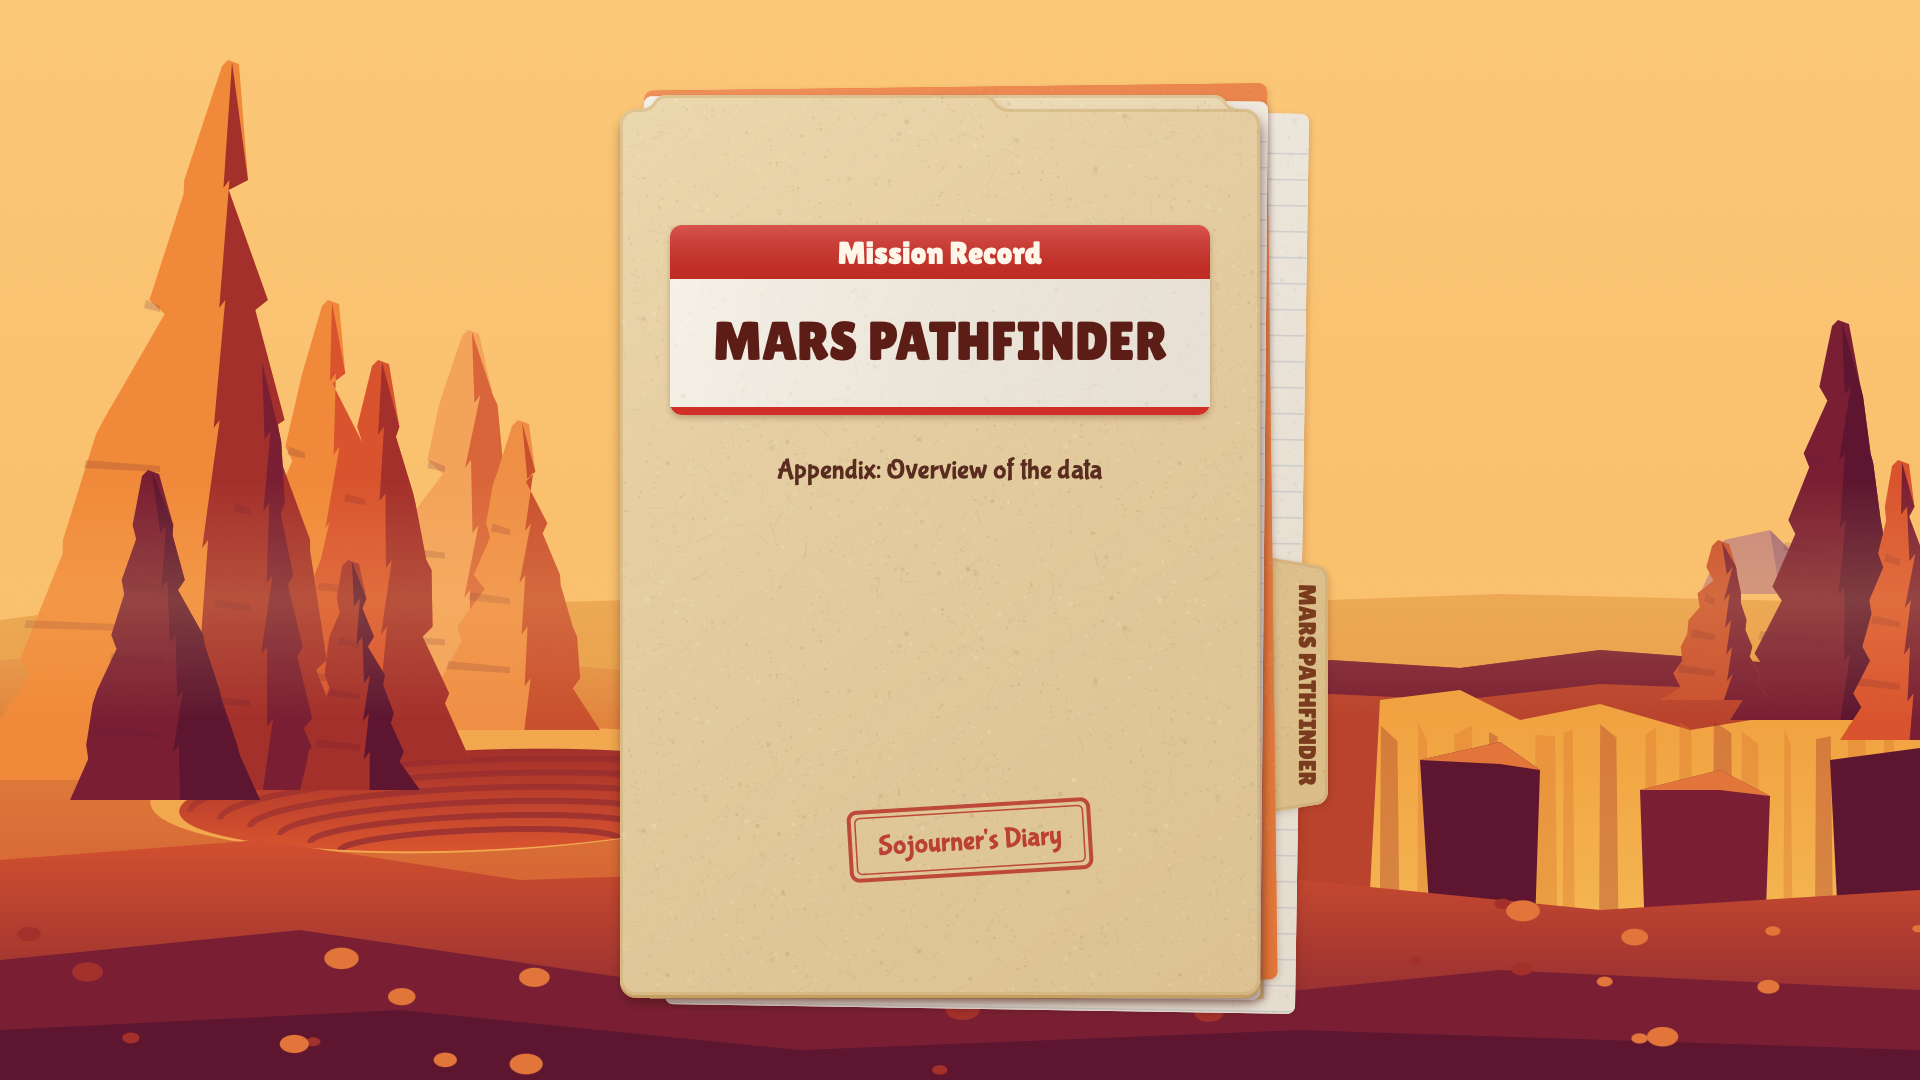 Mission Record
MARS PATHFINDER
Appendix: Overview of the data
MARS PATHFINDER
Sojourner's Diary